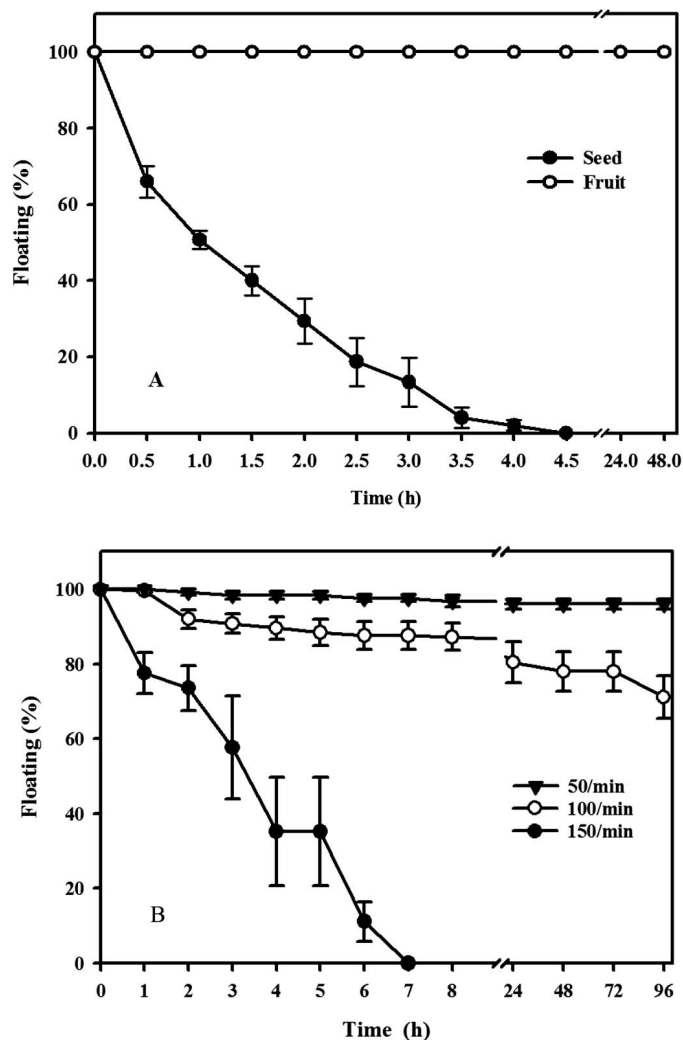 100
80
60
40
20
0
Floating (%)
Seed
Fruit
A
0.0 0.5 1.0 1.5 2.0 2.5 3.0 3.5 4.0 4.5 24.0 48.0
Time (h)
100
80
60
40
20
0
Floating (%)
50/min
100/min
150/min
B
0 1 2 3 4 5 6 7 8 24 48 72 96
Time (h)